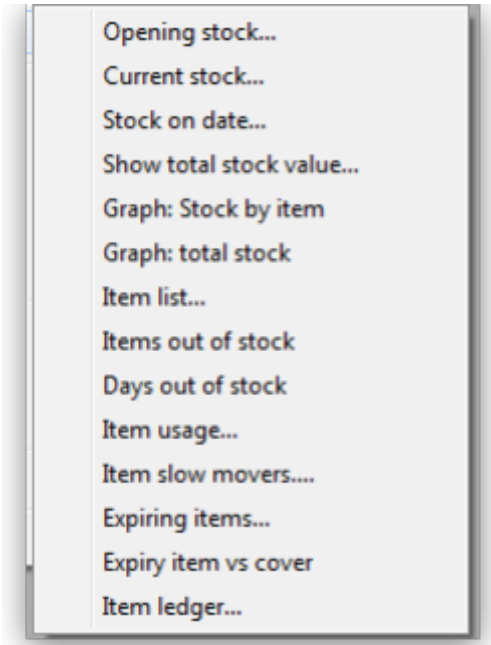 Opening stock...
Current stock...
Stock on date...
Show total stock value...
Graph: Stock by item
Graph: total stock
Item list...
Items out of stock
Days out of stock
Item usage...
Item slow movers....
Expiring items...
Expiry item vs cover
Item ledger...